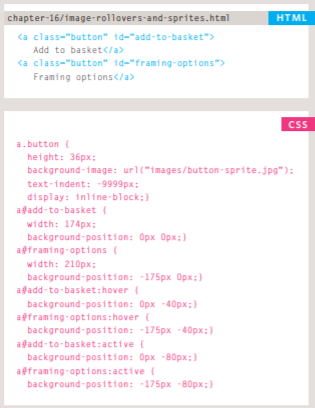 chapter-16/image-rollovers-and-sprites.html HTML
<a class="button" id="add-to-basket">
Add to basket</a>
<a class="button" id="framing-options">
Framing options</a>
CSS
a.button {
height: 36px;
background-image: url("images/button-sprite.jpg");
text-indent: -9999px;
display: inline-block;}
a#add-to-basket {
width: 174px;
background-position: 0px 0px;}
a#framing-options {
width: 210px;
background-position: -175px 0px;}
a#add-to-basket:hover {
background-position: 0px -40px;}
a#framing-options:hover {
background-position: -175px -40px;}
a#add-to-basket:active {
background-position: 0px -80px;}
a#framing-options:active {
background-position: -175px -80px;}